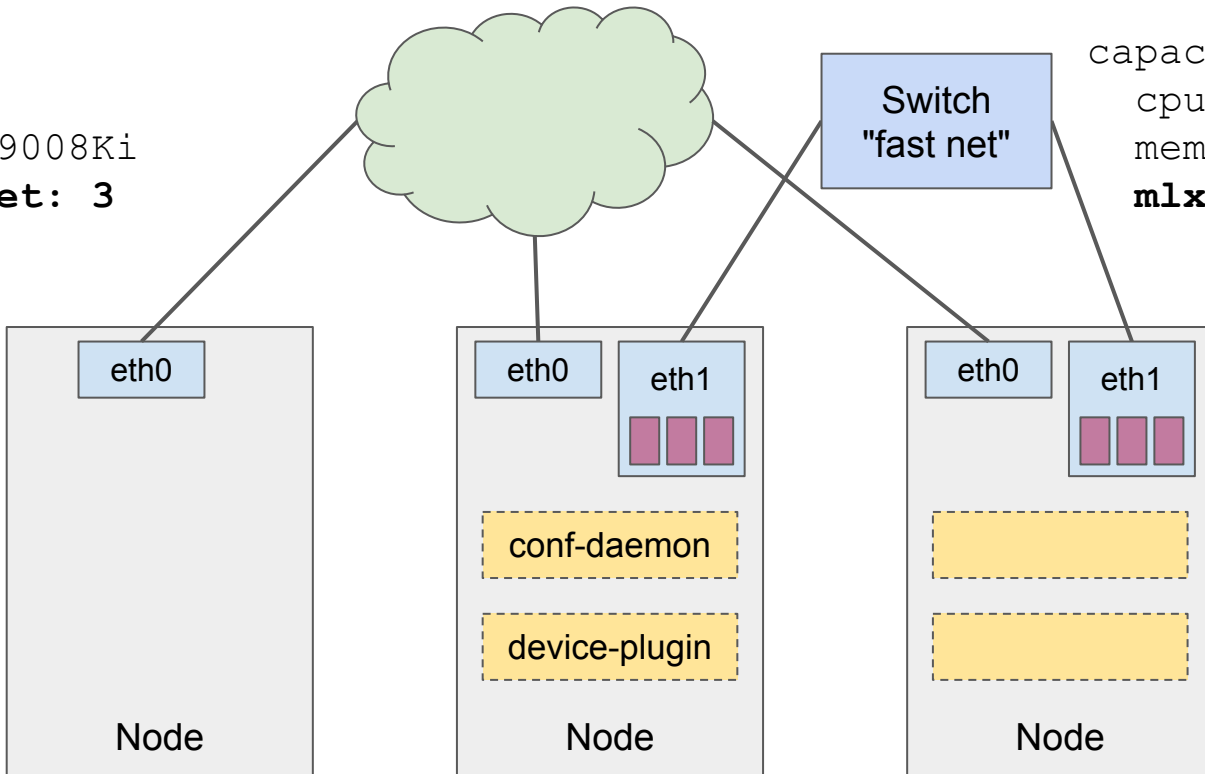 Switch
"fast net"
capac
cpu
mem
mlx
9008Ki
et: 3
eth0
eth0
eth1
eth0
eth1
conf-daemon
device-plugin
Node
Node
Node